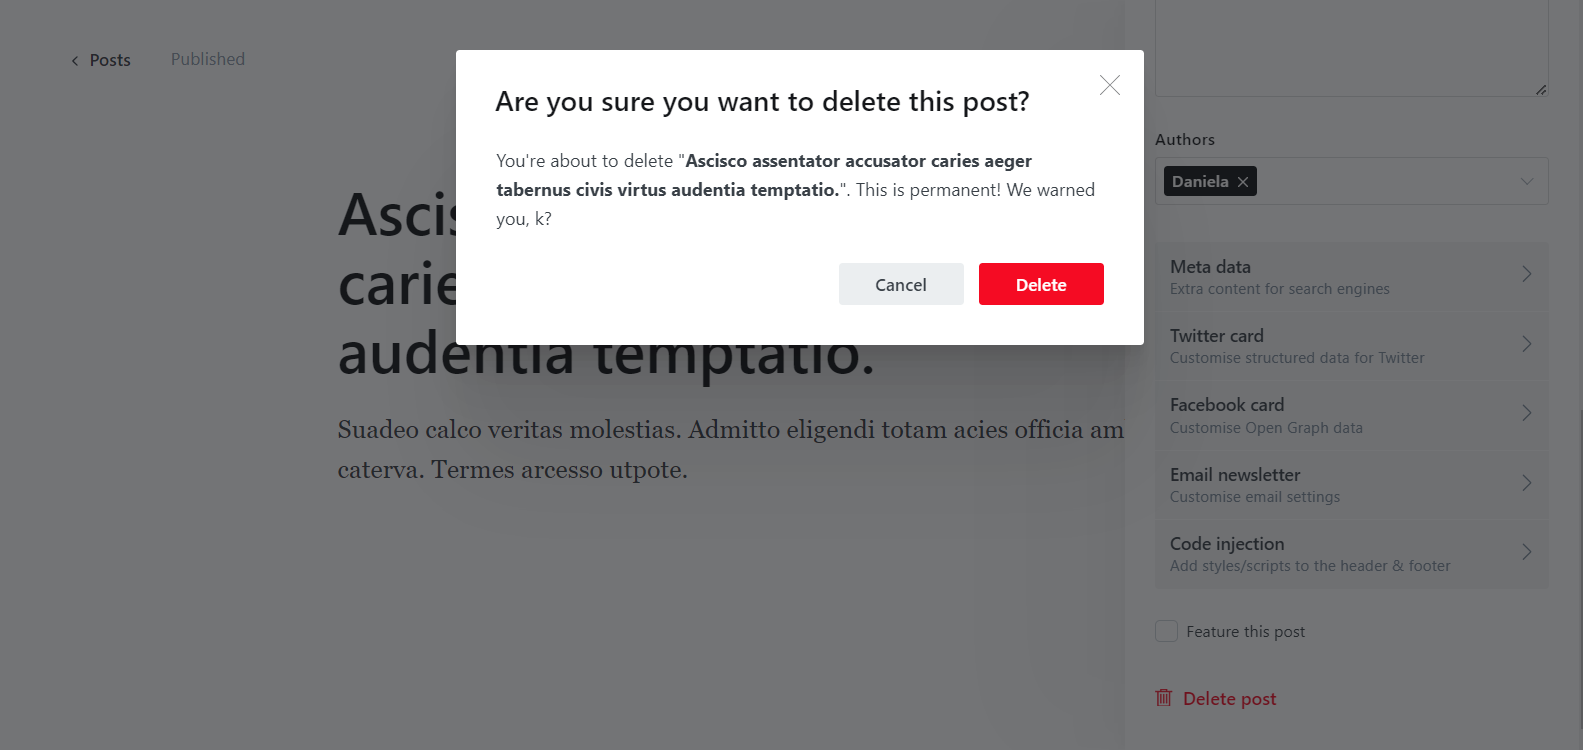 Posts
Published
Are you sure you want to delete this post?
You're about to delete "Ascisco assentator accusator caries aeger
tabernus civis virtus audentia temptatio.". This is permanent! We warned
you, k?
Cancel
Delete
audentia temptatio.
Suadeo calco veritas molestias. Admitto eligendi totam acies officia am
caterva. Termes arcesso utpote.
Authors
Daniela
Meta data
Extra content for search engines
Twitter card
Customise structured data for Twitter
Facebook card
Customise Open Graph data
Email newsletter
Customise email settings
Code injection
Add styles/scripts to the header & footer
Feature this post
Delete post